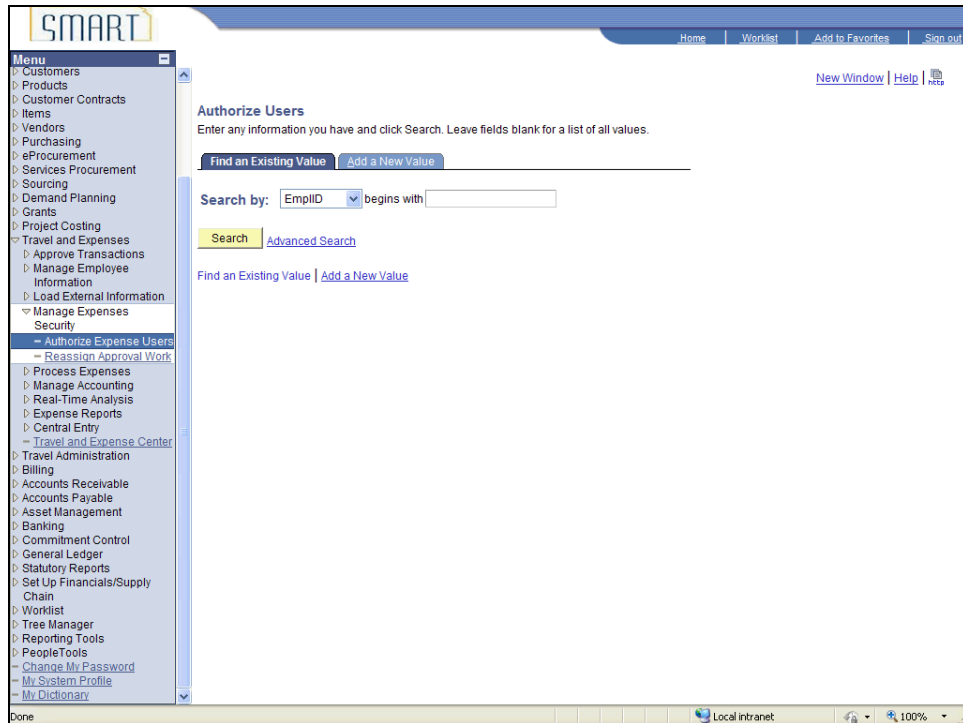 SMART
Home Worklist Add to Favorites Sign out
Menu
Customers
Products
Customer Contracts
Items
Vendors
Purchasing
eProcurement
Services Procurement
Sourcing
Demand Planning
Grants
Project Costing
Travel and Expenses
Approve Transactions
Manage Employee
Information
Load External Information
Manage Expenses
Security
Authorize Expense Users
Reassign Approval Work
Process Expenses
Manage Accounting
Real-Time Analysis
Expense Reports
Central Entry
Travel and Expense Center
Travel Administration
Billing
Accounts Receivable
Accounts Payable
Asset Management
Banking
Commitment Control
General Ledger
Statutory Reports
Set Up Financials/Supply
Chain
Worklist
Tree Manager
Reporting Tools
PeopleTools
Change My Password
My System Profile
My Dictionary
New Window | Help | http
Authorize Users
Enter any information you have and click Search. Leave fields blank for a list of all values.
Find an Existing Value Add a New Value
Search by: EmplID begins with
Search Advanced Search
Find an Existing Value | Add a New Value
Done Local intranet 100%